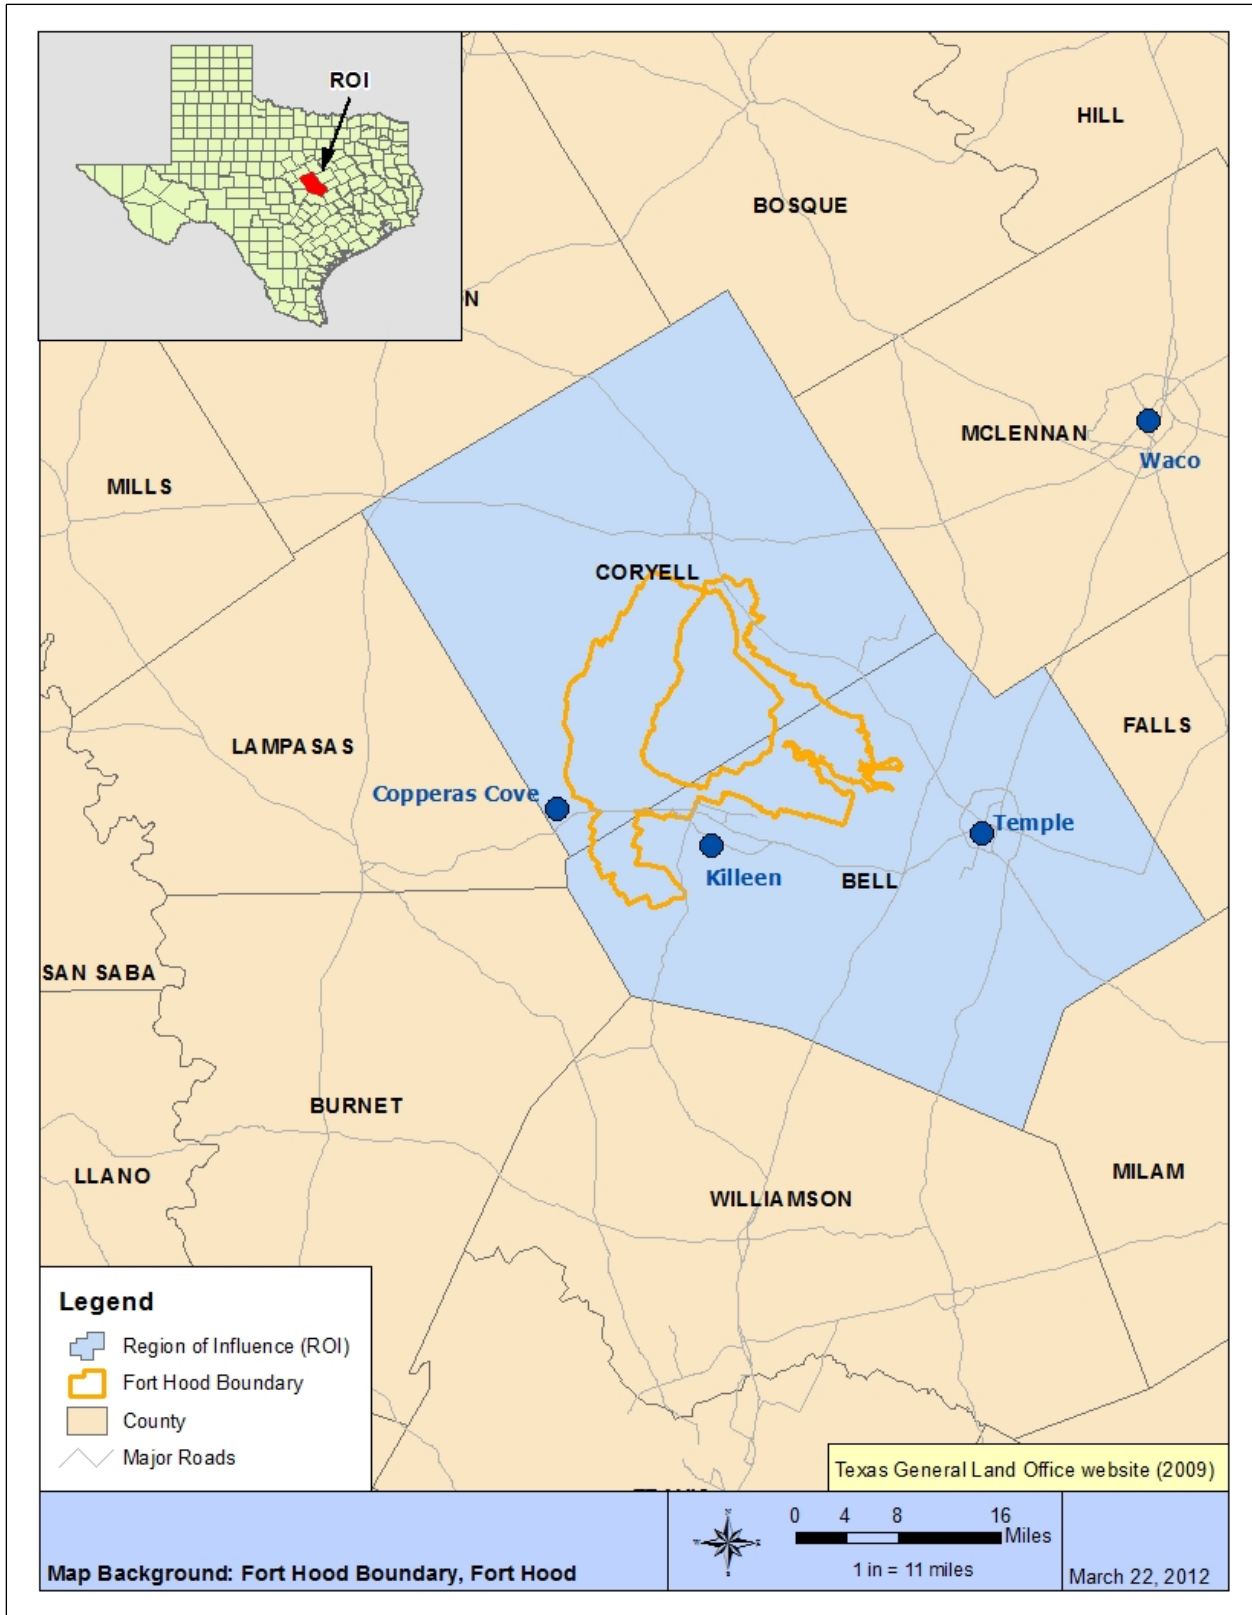 ROI
HILL
BOSQUE
N
MCLENNAN
Waco
MILLS
CORYELL
FALLS
LAMPASAS
Copperas Cove
Temple
Killeen
BELL
SAN SABA
BURNET
LLANO
MILAM
WILLIAMSON
Legend
Region of Influence (ROI)
Fort Hood Boundary
County
Major Roads
Texas General Land Office website (2009)
0 4 8 16
Miles
1 in = 11 miles
Map Background: Fort Hood Boundary, Fort Hood
March 22, 2012